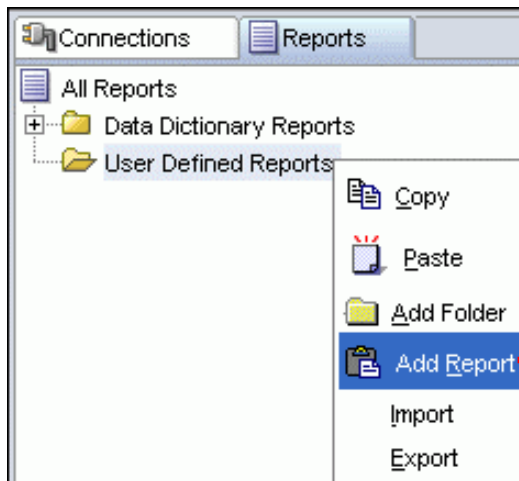 Connections
Reports
All Reports
Data Dictionary Reports
User Defined Reports
Copy
Paste
Add Folder
Add Report
Import
Export